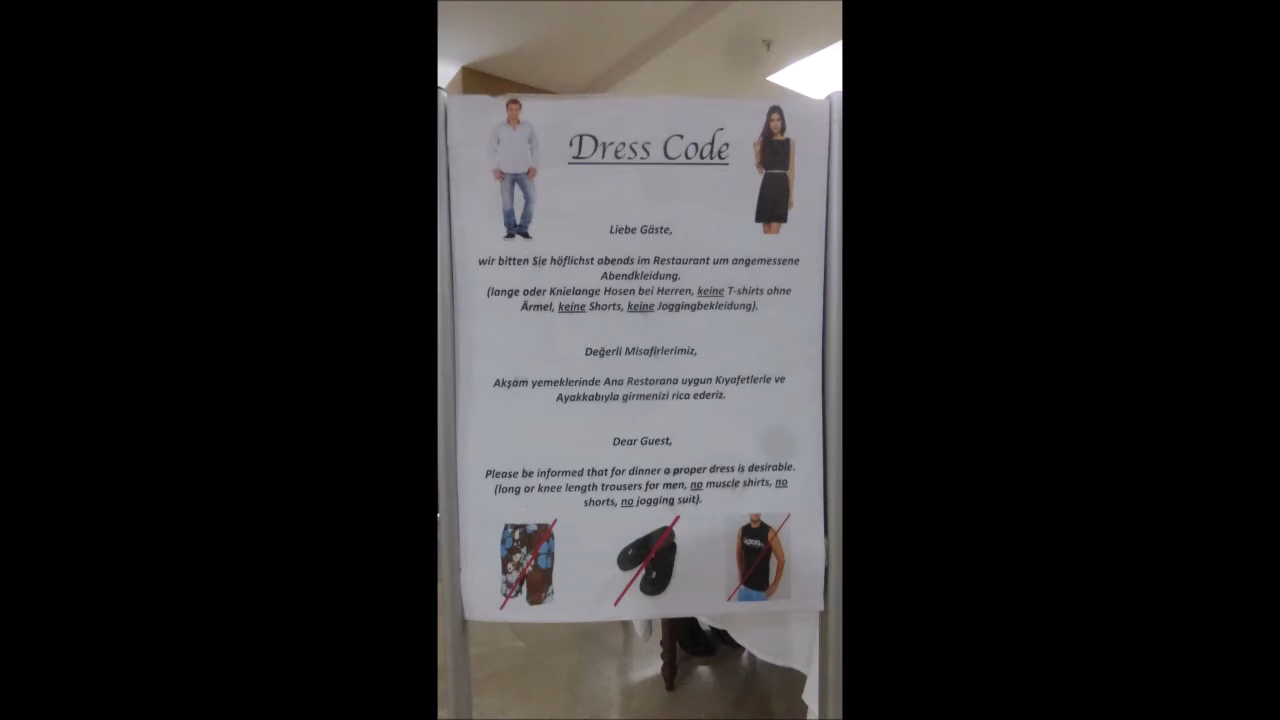 Dress Code
Liebe Gäste,
wir bitten Sie höflichst abends im Restaurant um angemessene
Abendkleidung.
(lange oder Knielange Hosen bei Herren, keine T-shirts ohne
Ärmel, keine Shorts, keine Joggingbekleidung).
Değerli Misafirlerimiz,
Akşam yemeklerinde Ana Restorana uygun Kıyafetlerle ve
Ayakkabıyla girmenizi rica ederiz.
Dear Guest,
Please be informed that for dinner a proper dress is desirable.
(long or knee length trousers for men, no muscle shirts, no
shorts, no jogging suit).